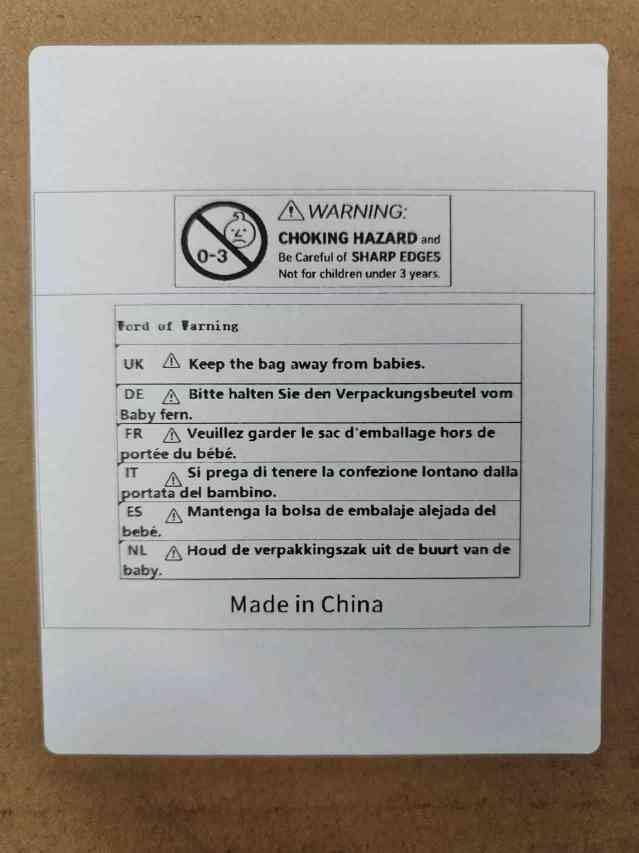 0-3
⚠ WARNING:
CHOKING HAZARD and
Be Careful of SHARP EDGES
Not for children under 3 years.
Word of Warning
UK ⚠ Keep the bag away from babies.
DE ⚠ Bitte halten Sie den Verpackungsbeutel vom
Baby fern.
FR ⚠ Veuillez garder le sac d'emballage hors de
portée du bébé.
IT ⚠ Si prega di tenere la confezione lontano dalla
portata del bambino.
ES ⚠ Mantenga la bolsa de embalaje alejada del
bebé.
NL ⚠ Houd de verpakkingszak uit de buurt van de
baby.
Made in China